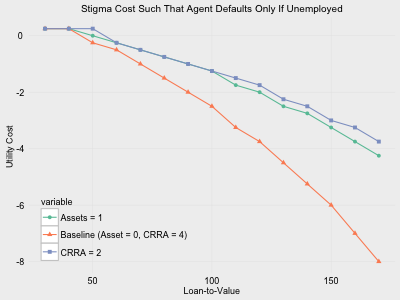 Stigma Cost Such That Agent Defaults Only If Unemployed
0
-2
-4
-6
-8
Utility Cost
variable
Assets = 1
Baseline (Asset = 0, CRRA = 4)
CRRA = 2
50
100
150
Loan-to-Value